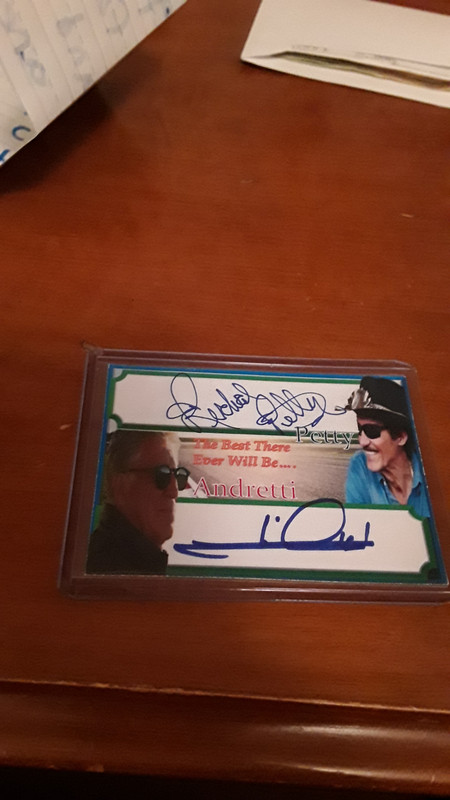 Richard Petty
Petty
The Best There
Ever Will Be....
Andretti